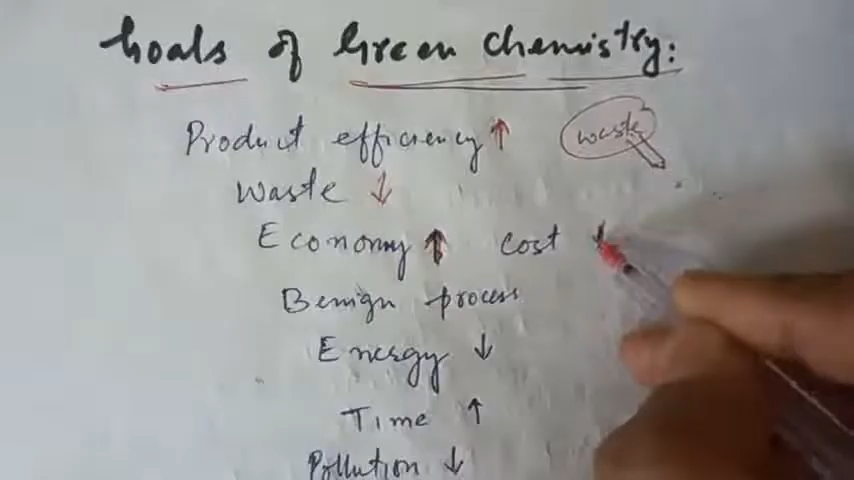 Goals of Green Chemistry:
Product efficiency ↑ waste
Waste ↓
Economy ↑ cost
Benign process
Energy ↓
Time ↑
Pollution ↓